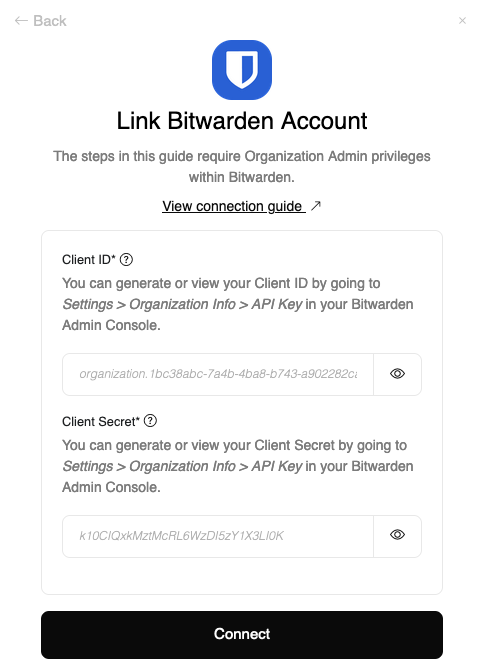 ← Back
×
Link Bitwarden Account
The steps in this guide require Organization Admin privileges
within Bitwarden.
View connection guide ↗
Client ID* ?
You can generate or view your Client ID by going to
Settings > Organization Info > API Key in your Bitwarden
Admin Console.
organization.1bc38abc-7a4b-4ba8-b743-a902282ca
Client Secret* ?
You can generate or view your Client Secret by going to
Settings > Organization Info > API Key in your Bitwarden
Admin Console.
k10CIQxkMztMcRL6WzDI5zY1X3LI0K
Connect